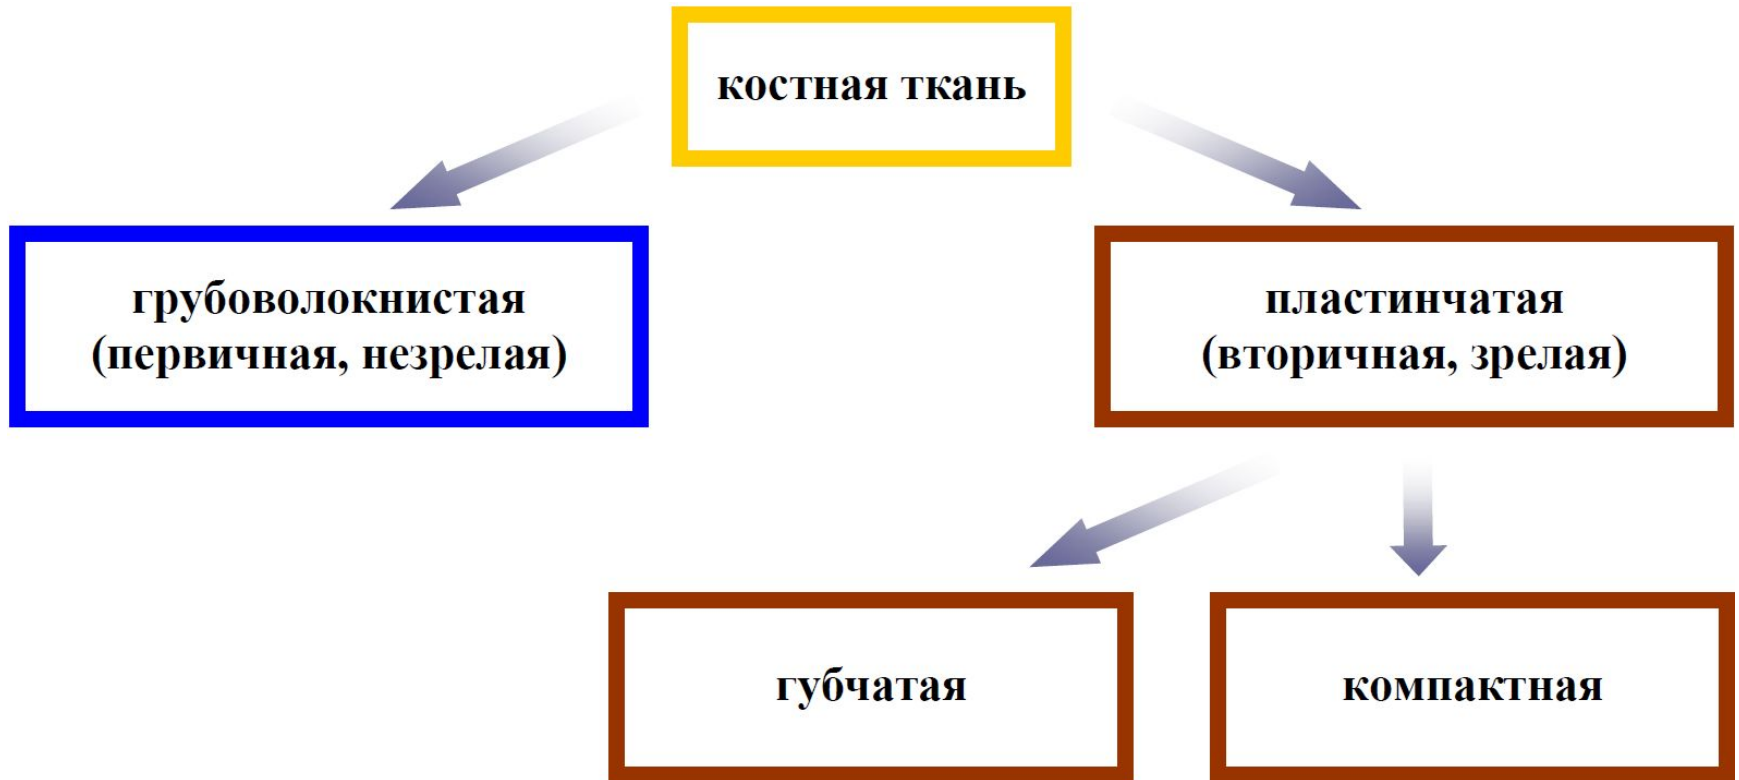 костная ткань
грубоволокнистая
(первичная, незрелая)
пластинчатая
(вторичная, зрелая)
губчатая
компактная